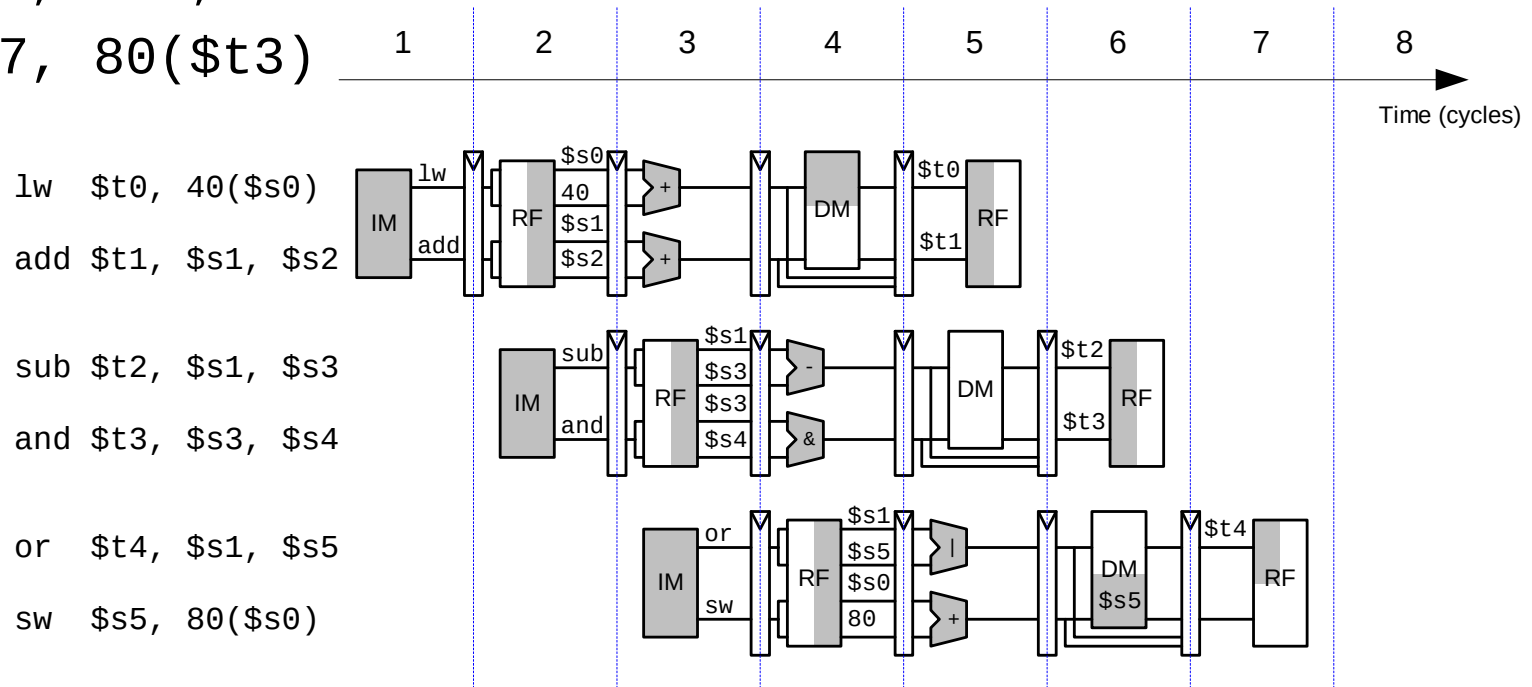 7, 80($t3)
1 2 3 4 5 6 7 8
Time (cycles)
lw $t0, 40($s0)
add $t1, $s1, $s2
IM
lw
add
RF
$s0
40
$s1
$s2
+
+
DM
$t0
$t1
RF
sub $t2, $s1, $s3
and $t3, $s3, $s4
IM
sub
and
RF
$s1
$s3
$s3
$s4
-
&
DM
$t2
$t3
RF
or $t4, $s1, $s5
sw $s5, 80($s0)
IM
or
sw
RF
$s1
$s5
$s0
80
|
+
DM
$s5
$t4
RF